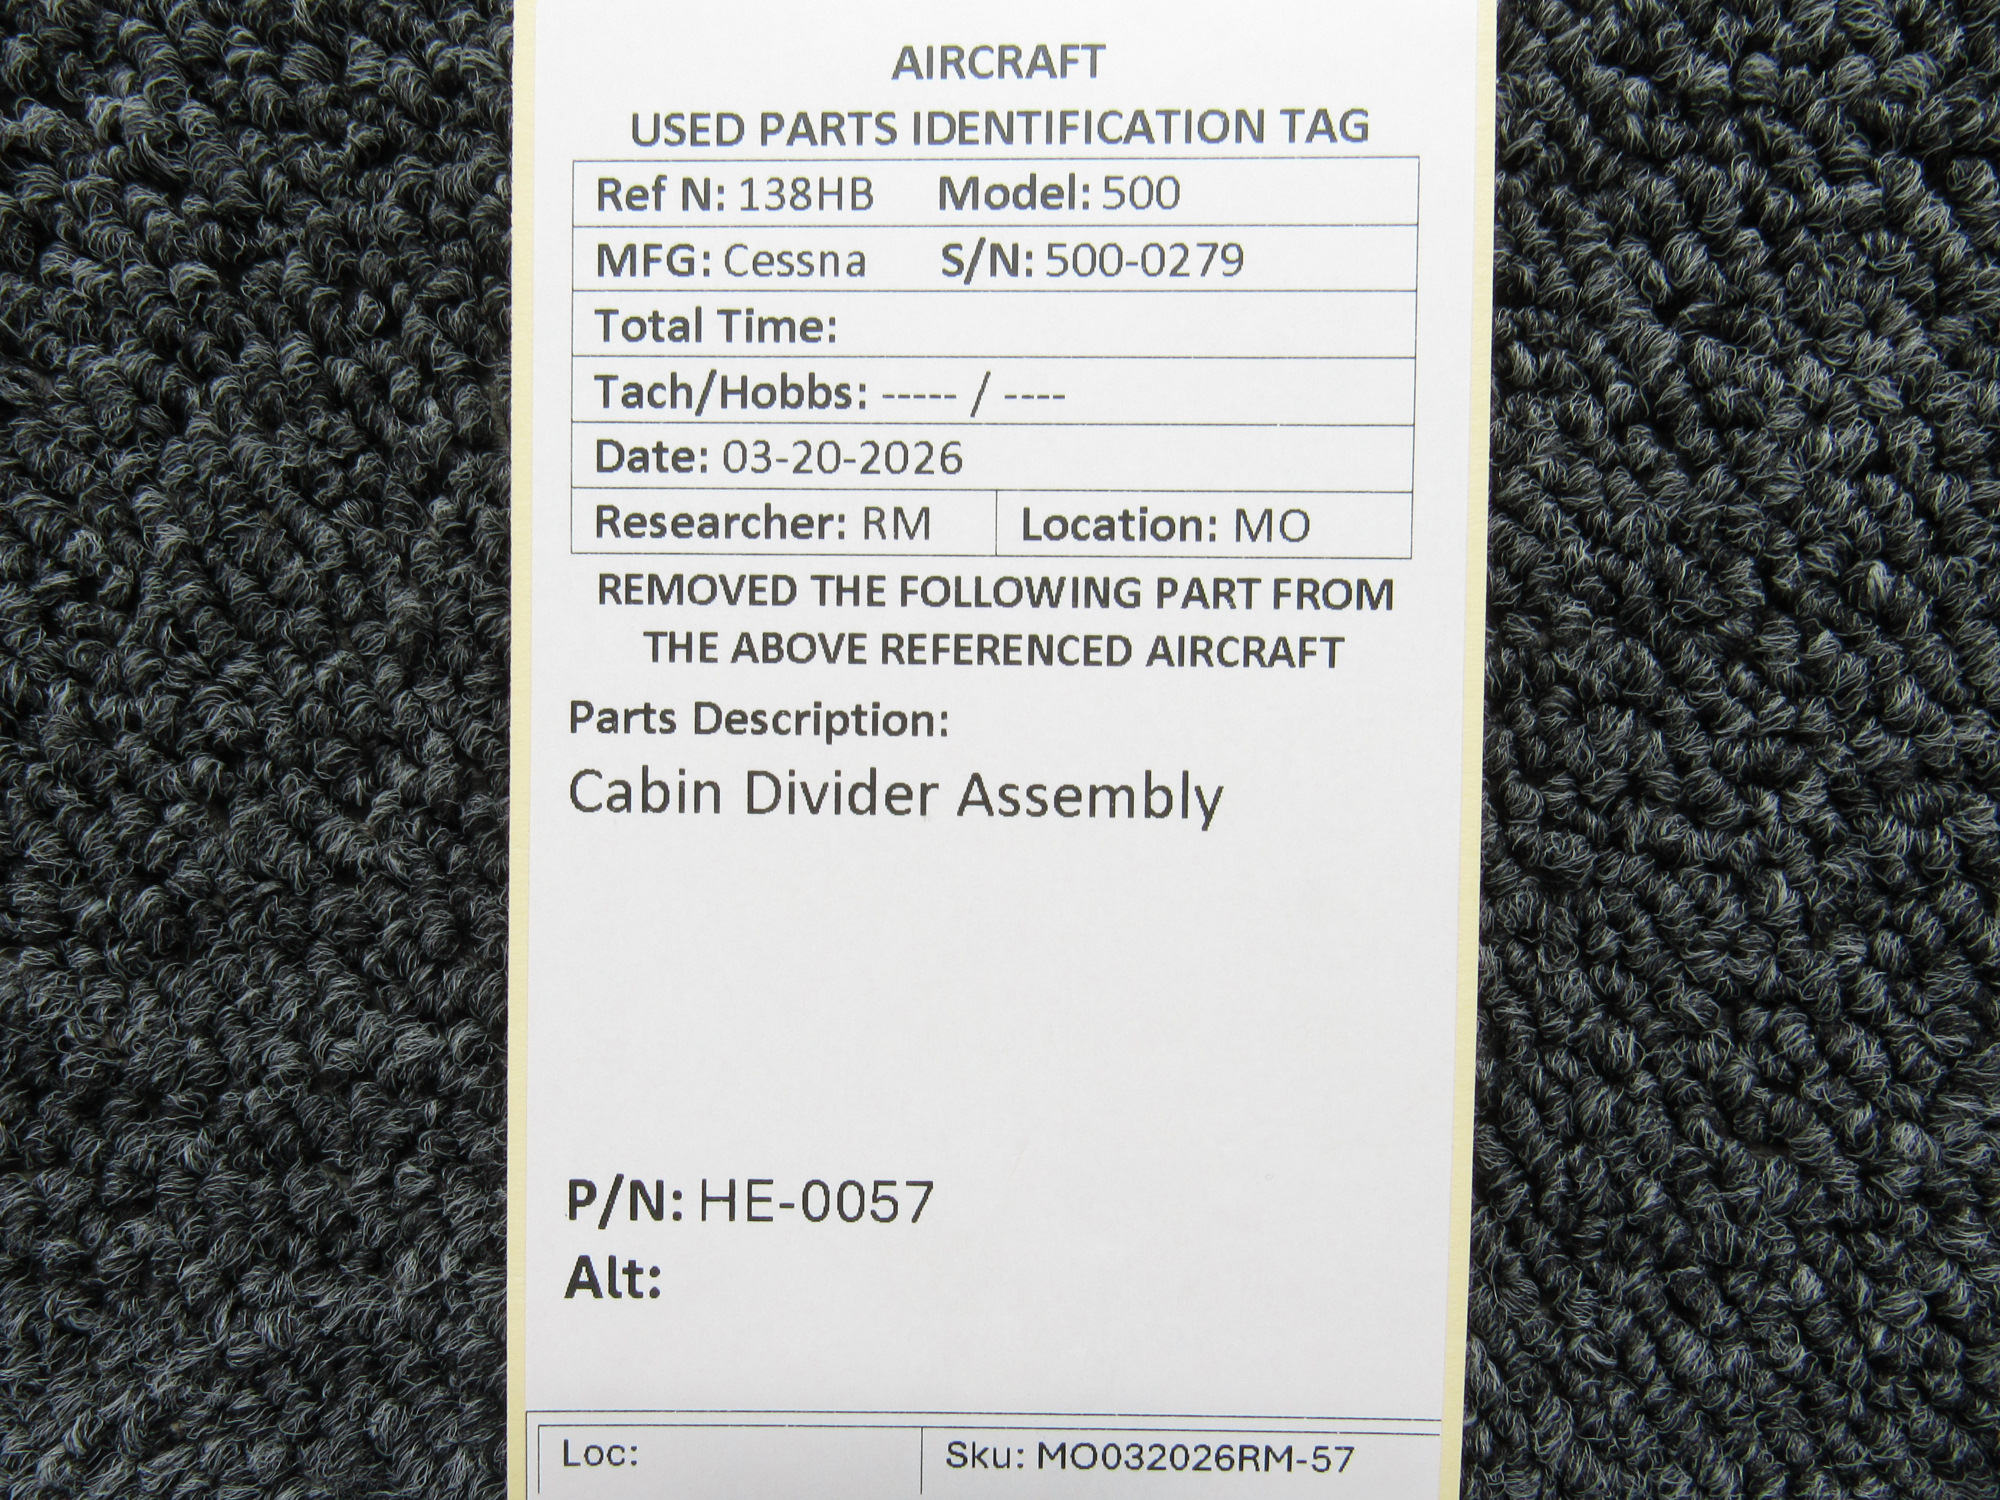 AIRCRAFT
USED PARTS IDENTIFICATION TAG
Ref N: 138HB Model: 500
MFG: Cessna S/N: 500-0279
Total Time:
Tach/Hobbs: ----- / ----
Date: 03-20-2026
Researcher: RM Location: MO
REMOVED THE FOLLOWING PART FROM
THE ABOVE REFERENCED AIRCRAFT
Parts Description:
Cabin Divider Assembly
P/N: HE-0057
Alt:
Loc: Sku: MO032026RM-57